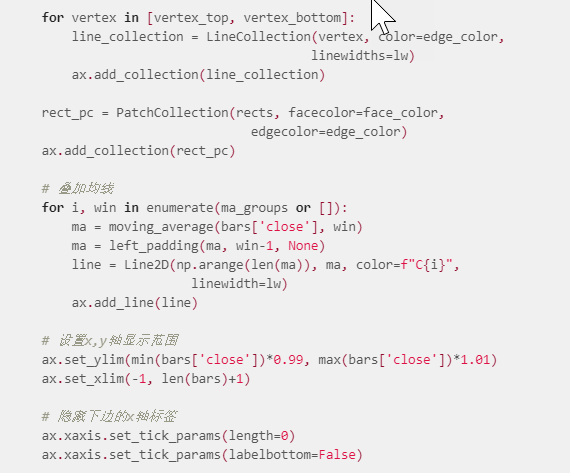 for vertex in [vertex_top, vertex_bottom]:
line_collection = LineCollection(vertex, color=edge_color,
linewidths=lw)
ax.add_collection(line_collection)
rect_pc = PatchCollection(rects, facecolor=face_color,
edgecolor=edge_color)
ax.add_collection(rect_pc)
# 叠加均线
for i, win in enumerate(ma_groups or []):
ma = moving_average(bars['close'], win)
ma = left_padding(ma, win-1, None)
line = Line2D(np.arange(len(ma)), ma, color=f"C{i}",
linewidth=lw)
ax.add_line(line)
# 设置x,y轴显示范围
ax.set_ylim(min(bars['close'])*0.99, max(bars['close'])*1.01)
ax.set_xlim(-1, len(bars)+1)
# 隐藏下边的x轴标签
ax.xaxis.set_tick_params(length=0)
ax.xaxis.set_tick_params(labelbottom=False)